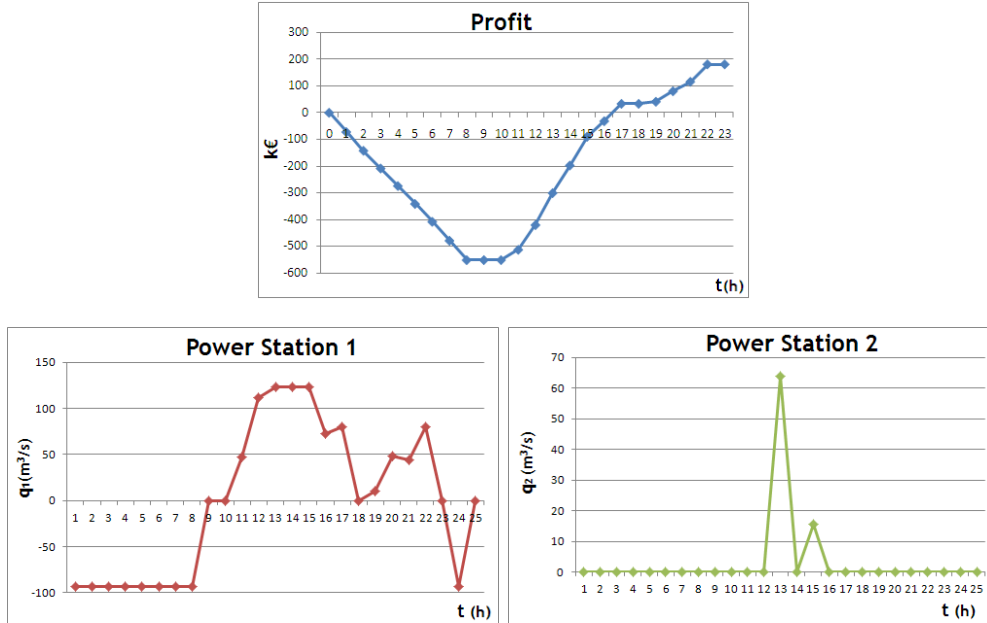 Profit
300
200
100
0
-100
-200
-300
-400
-500
-600
k€
0 1 2 3 4 5 6 7 8 9 10 11 12 13 14 15 16 17 18 19 20 21 22 23
t(h)
Power Station 1
150
100
50
0
-50
-100
q1(m³/s)
1 2 3 4 5 6 7 8 9 10 11 12 13 14 15 16 17 18 19 20 21 22 23 24 25
t (h)
Power Station 2
70
60
50
40
30
20
10
0
q2 (m³/s)
1 2 3 4 5 6 7 8 9 10 11 12 13 14 15 16 17 18 19 20 21 22 23 24 25
t (h)